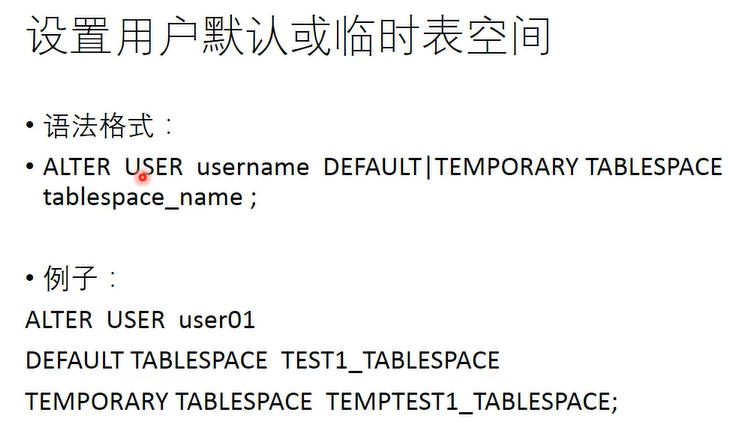 设置用户默认或临时表空间
• 语法格式：
• ALTER USER username DEFAULT|TEMPORARY TABLESPACE
tablespace_name ;
• 例子：
ALTER USER user01
DEFAULT TABLESPACE TEST1_TABLESPACE
TEMPORARY TABLESPACE TEMPTEST1_TABLESPACE;